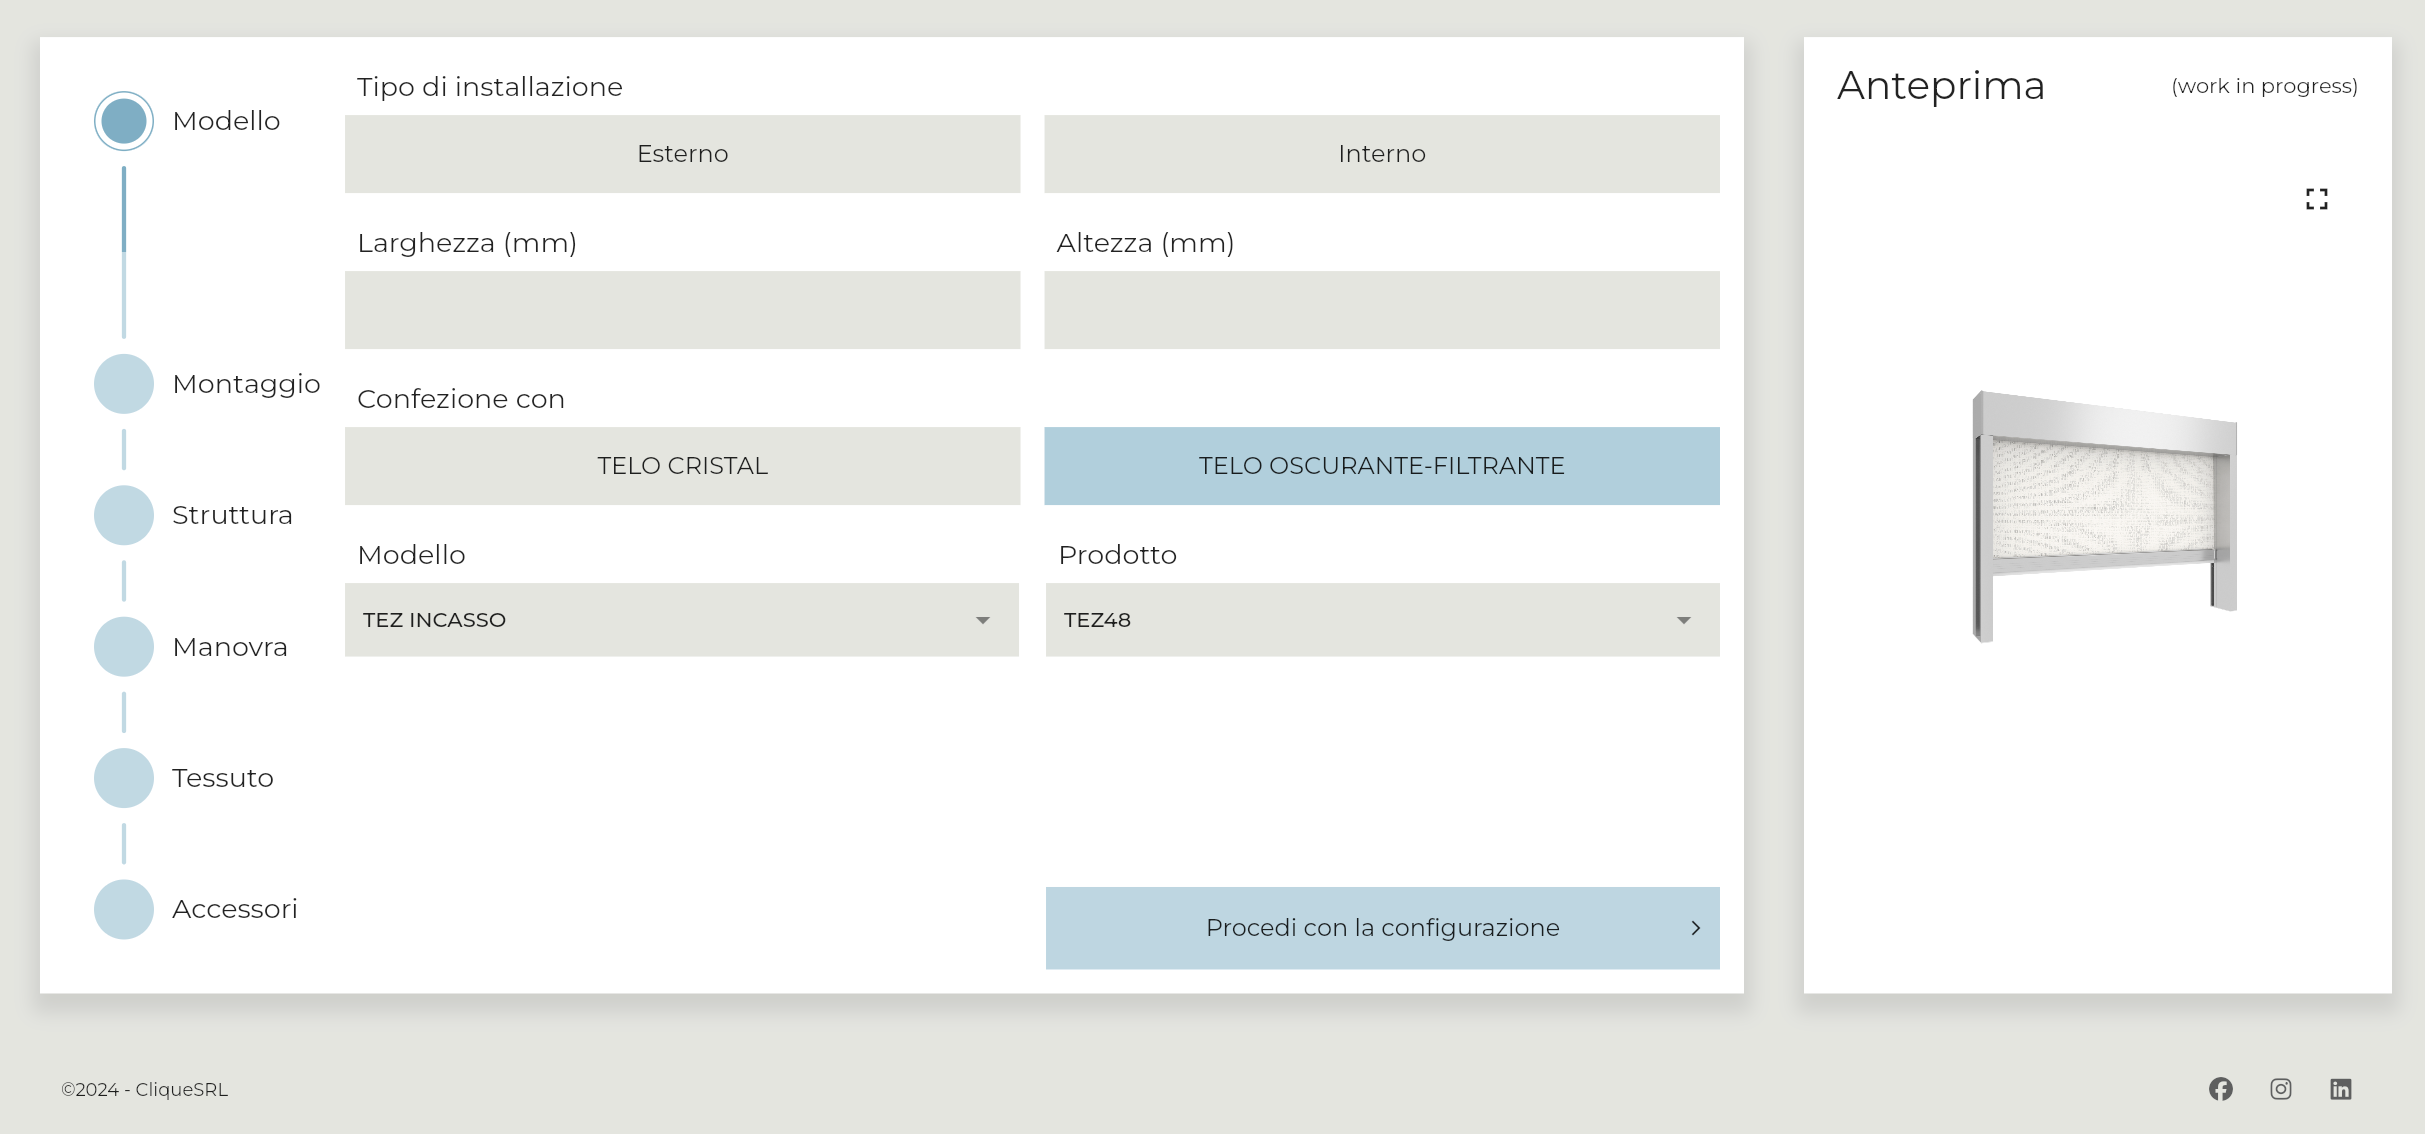 Modello
Montaggio
Struttura
Manovra
Tessuto
Accessori
Tipo di installazione
Esterno
Interno
Larghezza (mm)
Altezza (mm)
Confezione con
TELO CRISTAL
TELO OSCURANTE-FILTRANTE
Modello
Prodotto
TEZ INCASSO
TEZ48
Procedi con la configurazione
Anteprima
(work in progress)
©2024 - CliqueSRL